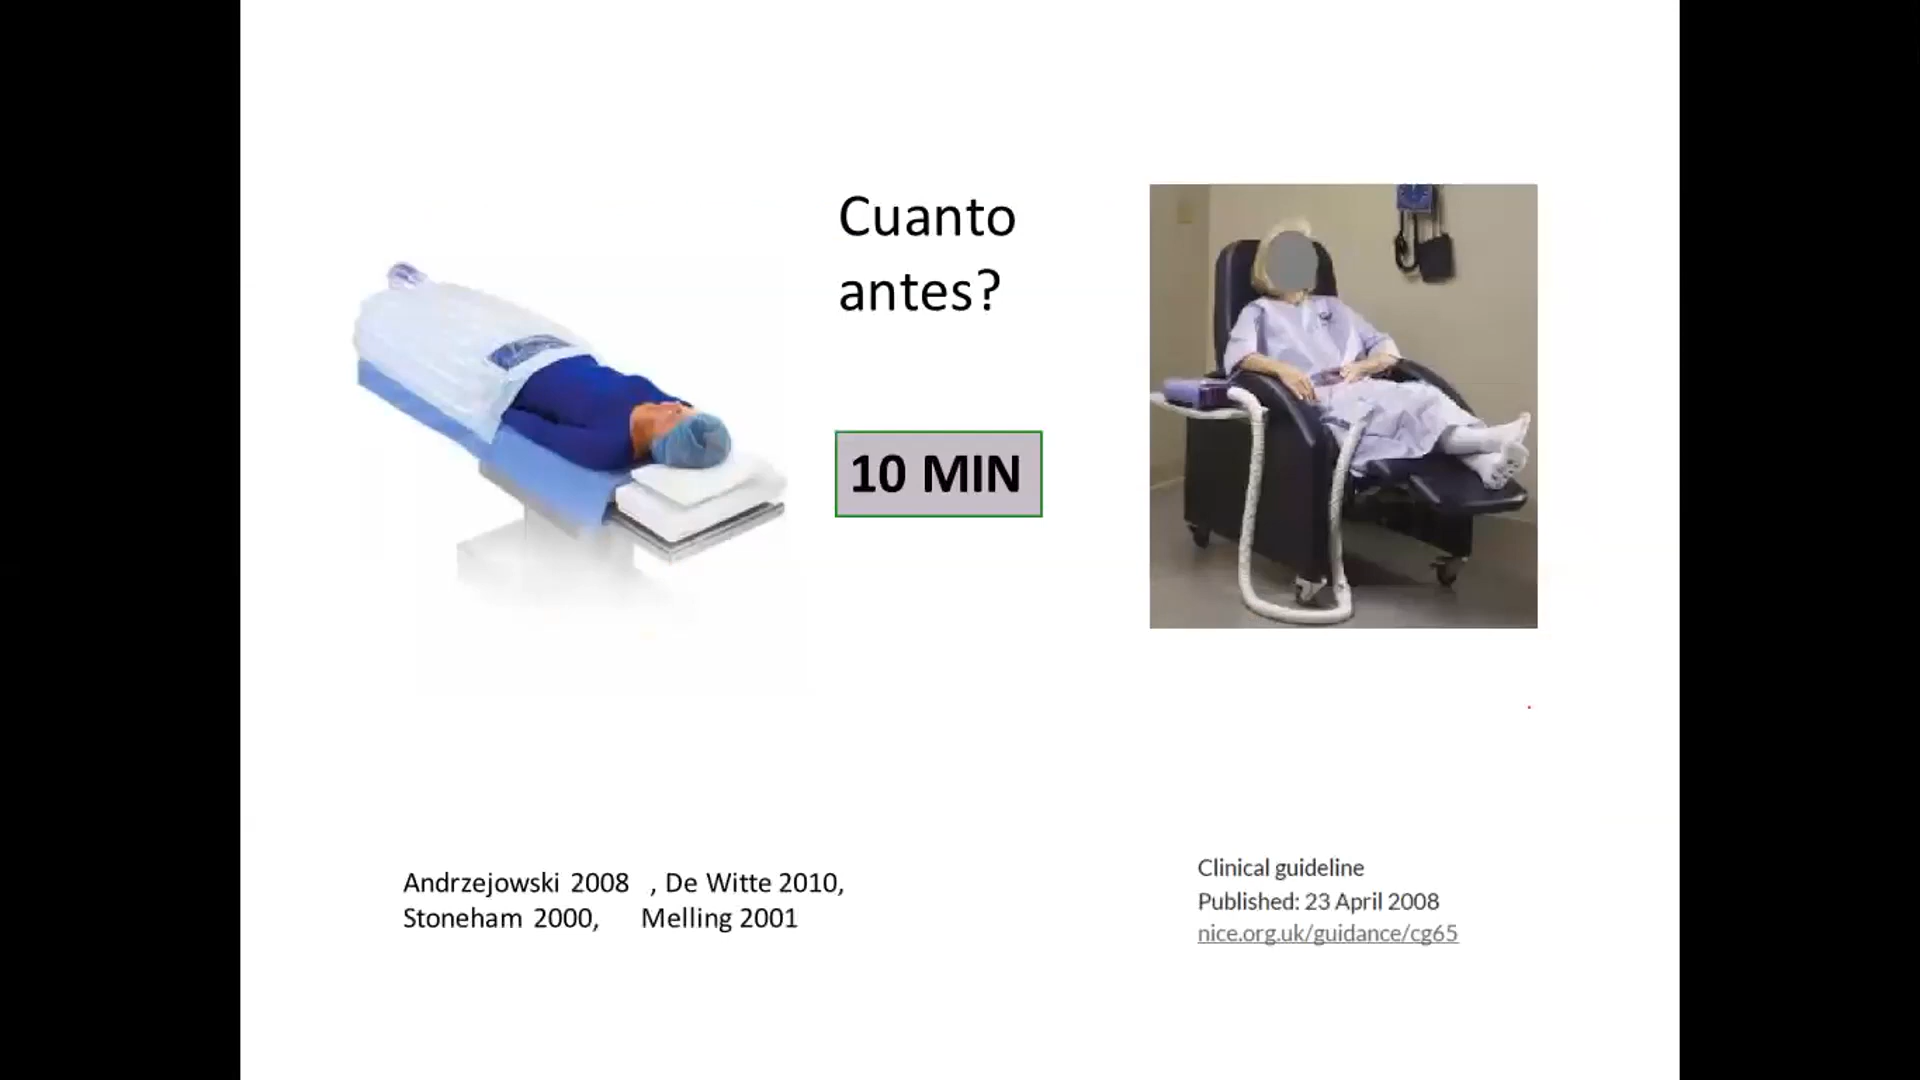 Cuanto
antes?
10 MIN
Andrzejowski 2008 , De Witte 2010,
Stoneham 2000, Melling 2001
Clinical guideline
Published: 23 April 2008
nice.org.uk/guidance/cg65